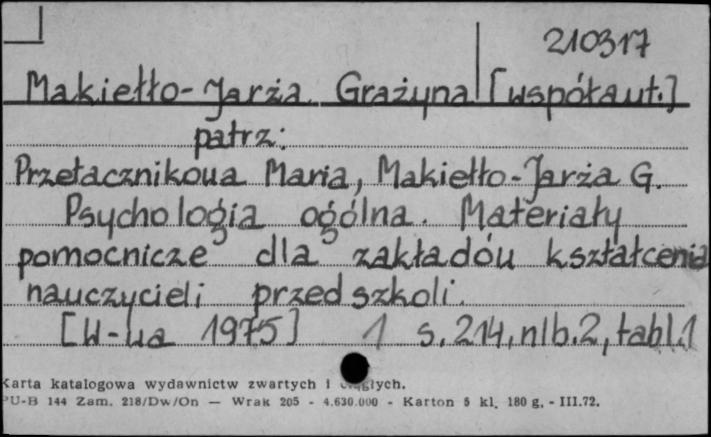 210317
Makiełło-Jarża Grażyna [współaut.]
patrz:
Przetacznikowa Maria, Makiełło-Jarża G.
Psychologia ogólna. Materiały
pomocnicze dla zakładów kształcenia
nauczycieli przedszkoli.
[W-wa 1975] 1 s. 214, nlb. 2, tabl. 1
Karta katalogowa wydawnictw zwartych i ciągłych.
PU-B 144 Zam. 218/Dw/On — Wrak 205 - 4.630.000 - Karton 5 kl. 180 g. - III.72.